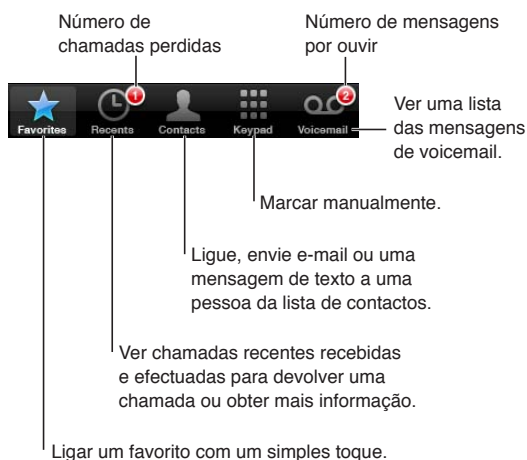 Número de
chamadas perdidas
Número de mensagens
por ouvir
1
2
Favorites
Recents
Contacts
Keypad
Voicemail
Ver uma lista
das mensagens
de voicemail.
Marcar manualmente.
Ligue, envie e-mail ou uma
mensagem de texto a uma
pessoa da lista de contactos.
Ver chamadas recentes recebidas
e efectuadas para devolver uma
chamada ou obter mais informação.
Ligar um favorito com um simples toque.